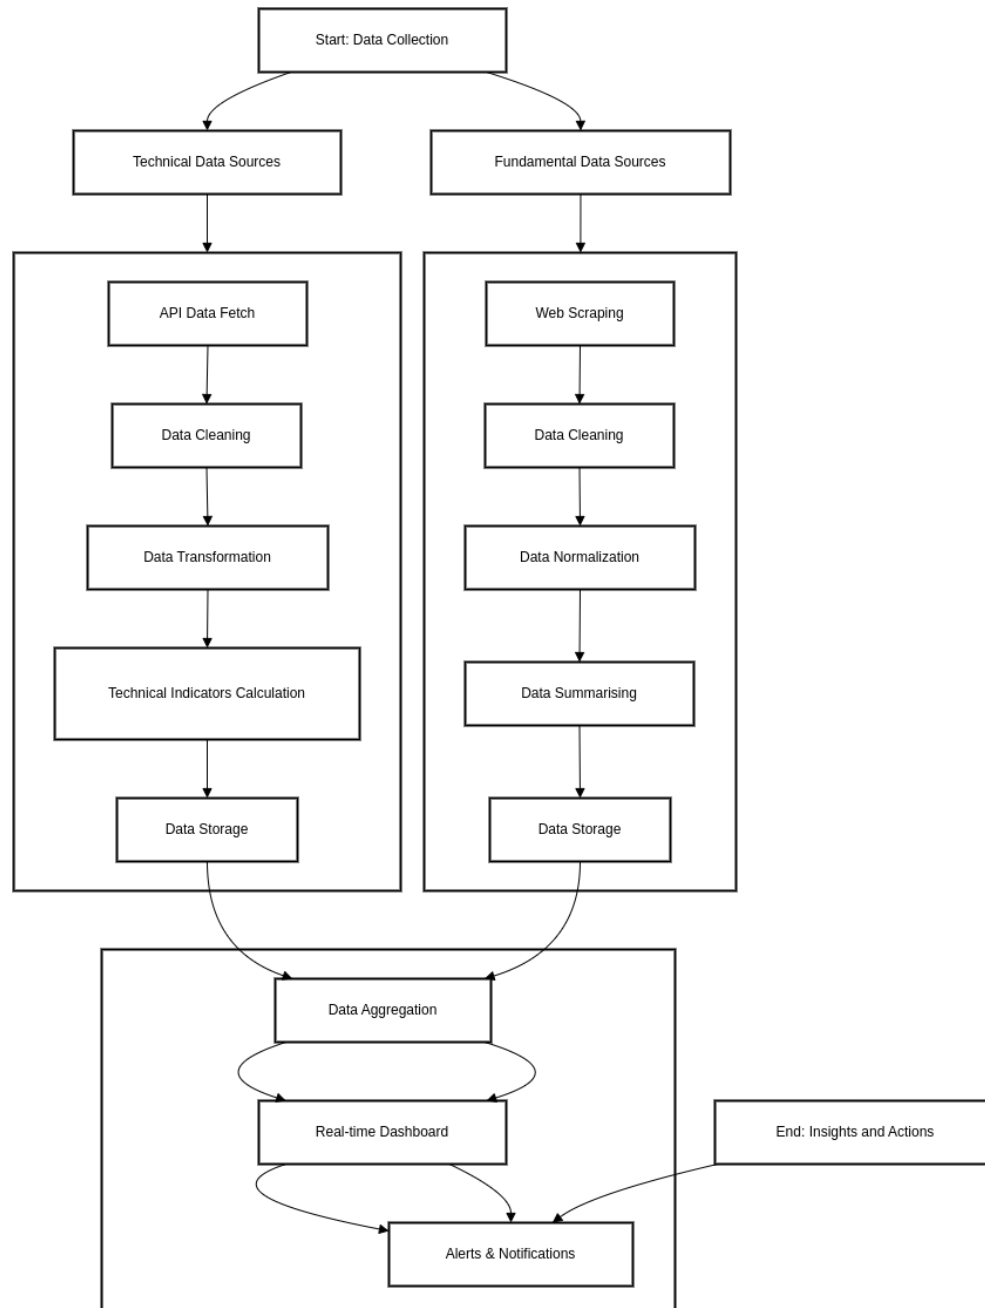 Start: Data Collection
Technical Data Sources
Fundamental Data Sources
API Data Fetch
Web Scraping
Data Cleaning
Data Cleaning
Data Transformation
Data Normalization
Technical Indicators Calculation
Data Summarising
Data Storage
Data Storage
Data Aggregation
Real-time Dashboard
End: Insights and Actions
Alerts & Notifications